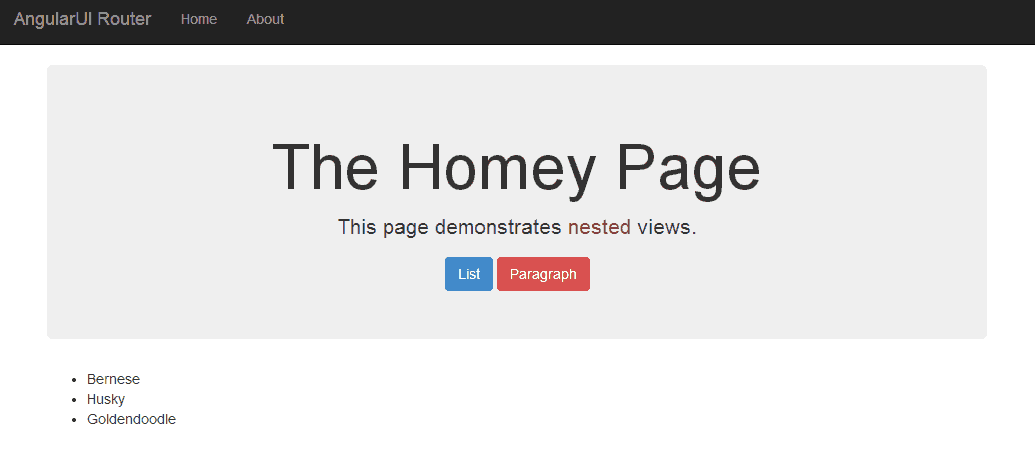 AngularUI Router Home About
The Homey Page
This page demonstrates nested views.
List Paragraph
Bernese
Husky
Goldendoodle